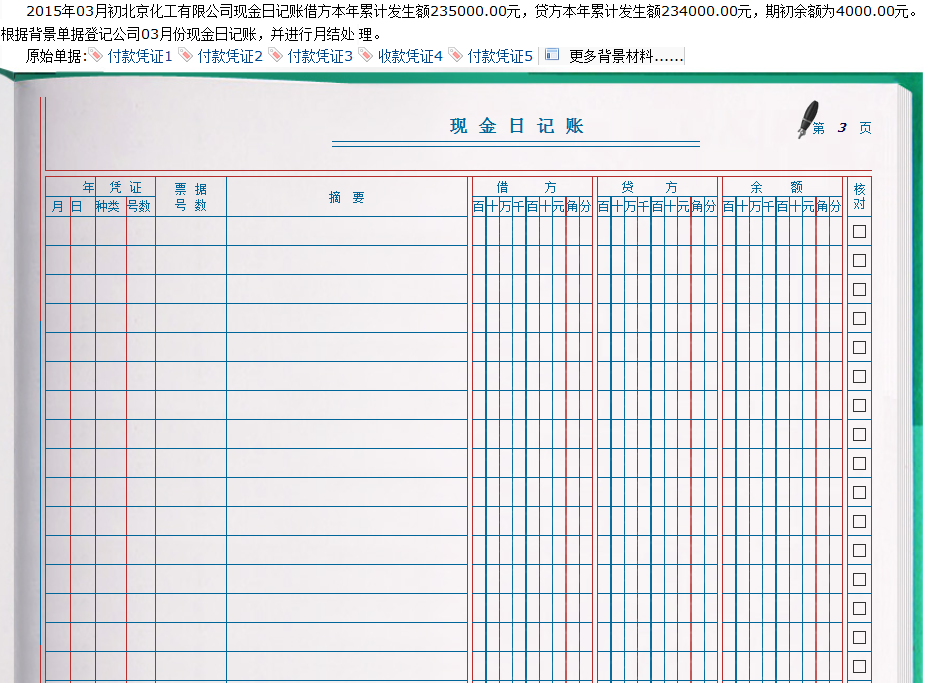 2015年03月初北京化工有限公司现金日记账借方本年累计发生额235000.00元，贷方本年累计发生额234000.00元，期初余额为4000.00元。
根据背景单据登记公司03月份现金日记账，并进行月结处 理。
原始单据: 付款凭证1 付款凭证2 付款凭证3 收款凭证4 付款凭证5 更多背景材料......
现金日记账
第 3 页
年 凭 证 票 据 摘 要 借 方 贷 方 余 额 核
月 日 种类 号数 号 数 百十万千百十元角分 百十万千百十元角分 百十万千百十元角分 对